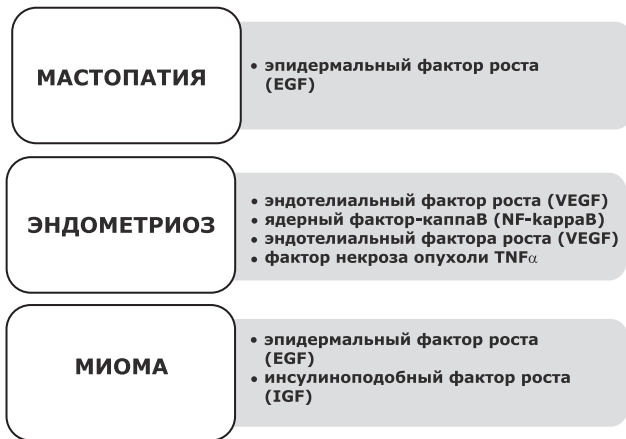 МАСТОПАТИЯ
• эпидермальный фактор роста
(EGF)
ЭНДОМЕТРИОЗ
• эндотелиальный фактор роста (VEGF)
• ядерный фактор-каппаВ (NF-kappaB)
• эндотелиальный фактора роста (VEGF)
• фактор некроза опухоли TNFα
МИОМА
• эпидермальный фактор роста
(EGF)
• инсулиноподобный фактор роста
(IGF)